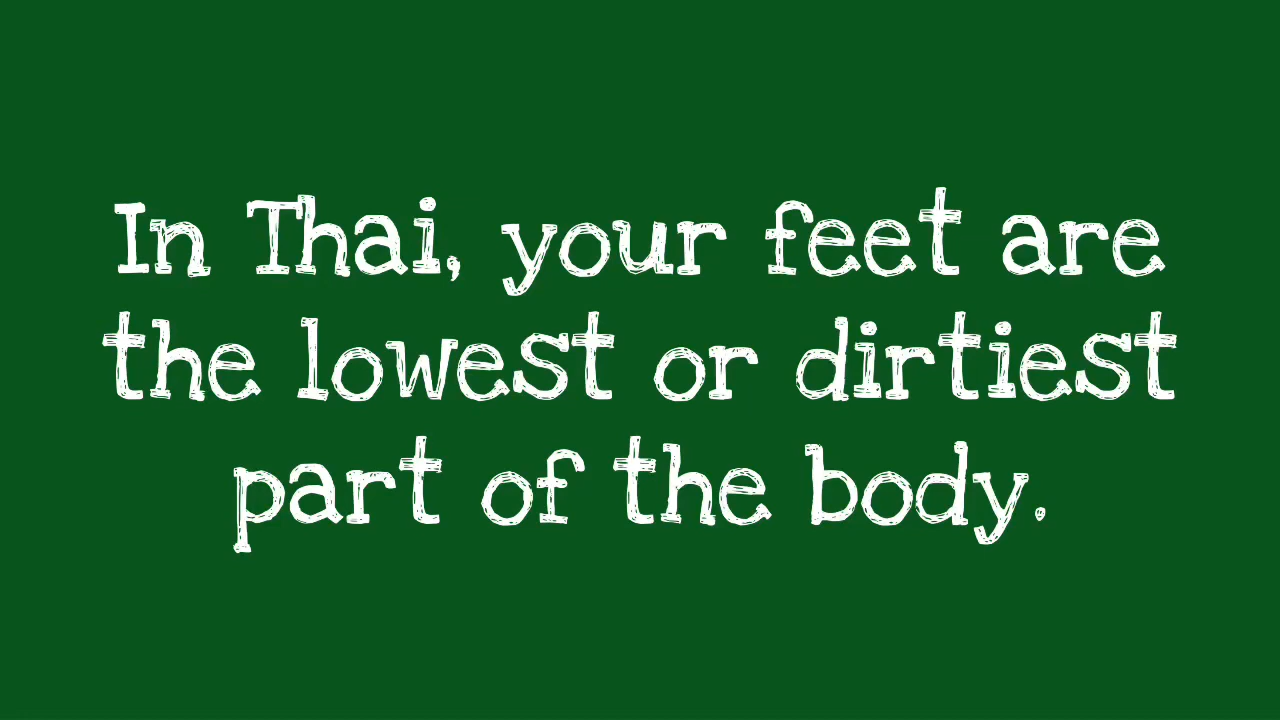 In Thai, your feet are
the lowest or dirtiest
part of the body.